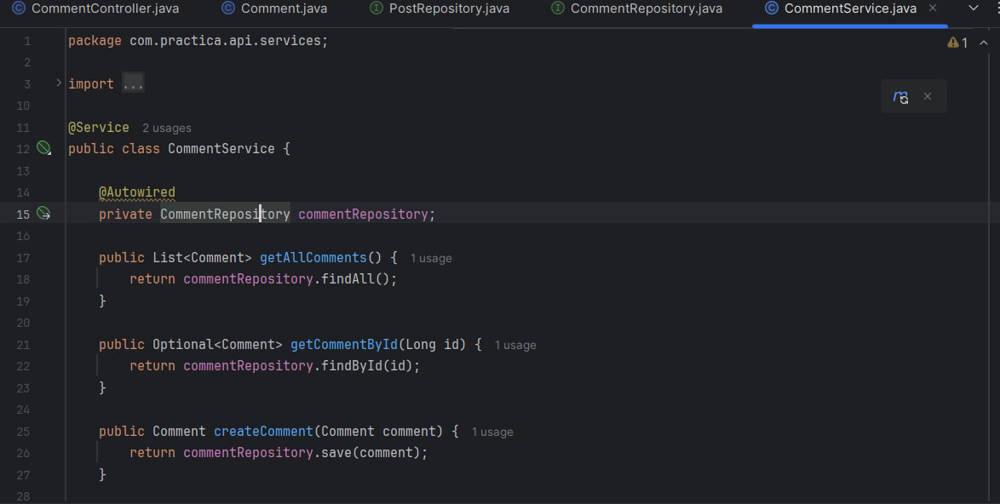 CommentController.java Comment.java PostRepository.java CommentRepository.java CommentService.java
1 package com.practica.api.services; 1
2
3 import ...
10
11 @Service 2 usages
12 public class CommentService {
13
14 @Autowired
15 private CommentRepository commentRepository;
16
17 public List<Comment> getAllComments() { 1 usage
18 return commentRepository.findAll();
19 }
20
21 public Optional<Comment> getCommentById(Long id) { 1 usage
22 return commentRepository.findById(id);
23 }
24
25 public Comment createComment(Comment comment) { 1 usage
26 return commentRepository.save(comment);
27 }
28